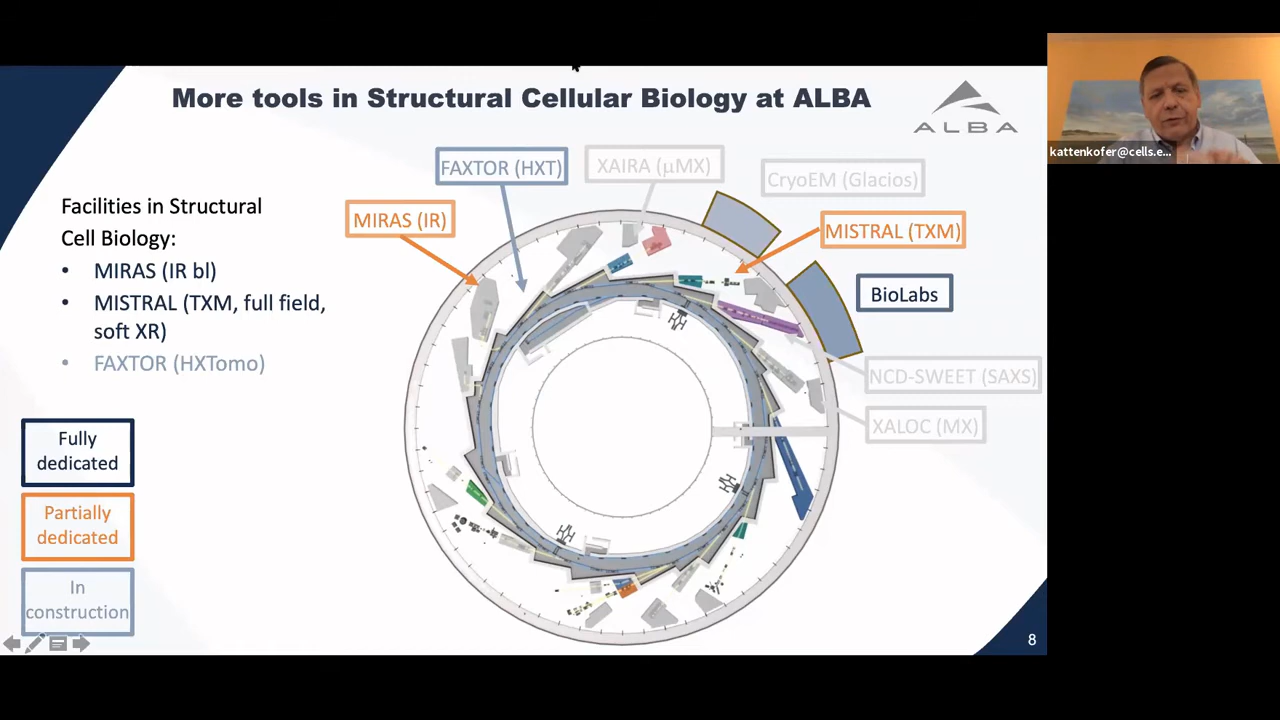 More tools in Structural Cellular Biology at ALBA
ALBA
kattenkofer@cells.e...
FAXTOR (HXT)
XAIRA (μMX)
CryoEM (Glacios)
MIRAS (IR)
MISTRAL (TXM)
BioLabs
NCD-SWEET (SAXS)
XALOC (MX)
Facilities in Structural
Cell Biology:
• MIRAS (IR bl)
• MISTRAL (TXM, full field,
soft XR)
• FAXTOR (HXTomo)
Fully
dedicated
Partially
dedicated
In
construction
8